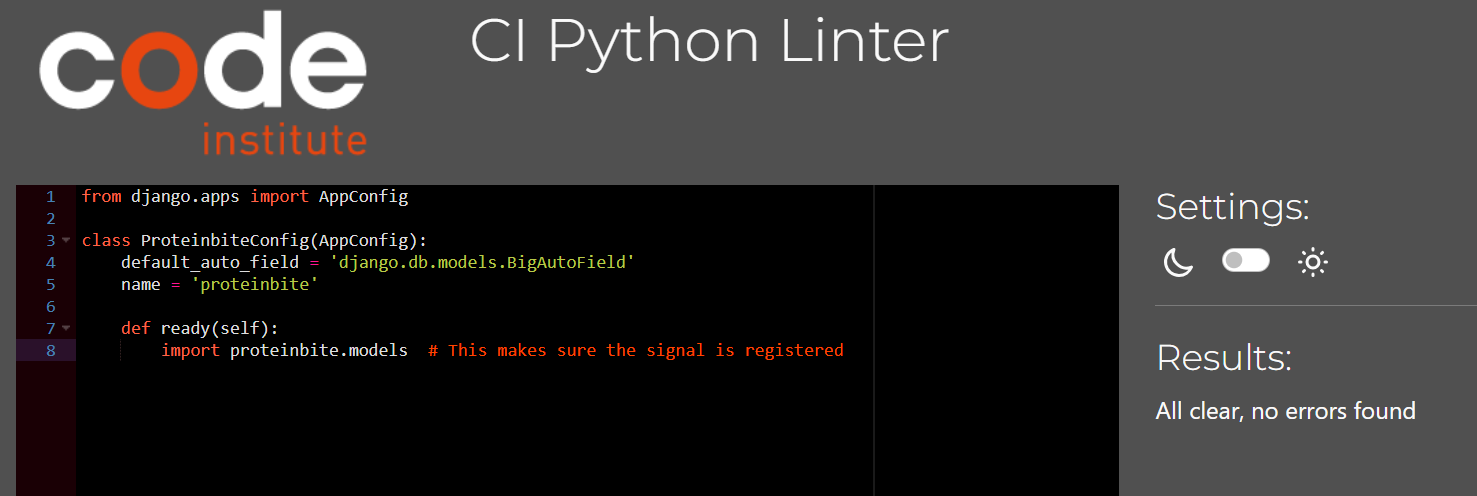 code
institute
CI Python Linter
1 from django.apps import AppConfig
2
3 class ProteinbiteConfig(AppConfig):
4 default_auto_field = 'django.db.models.BigAutoField'
5 name = 'proteinbite'
6
7 def ready(self):
8 import proteinbite.models  # This makes sure the signal is registered
Settings:
Results:
All clear, no errors found